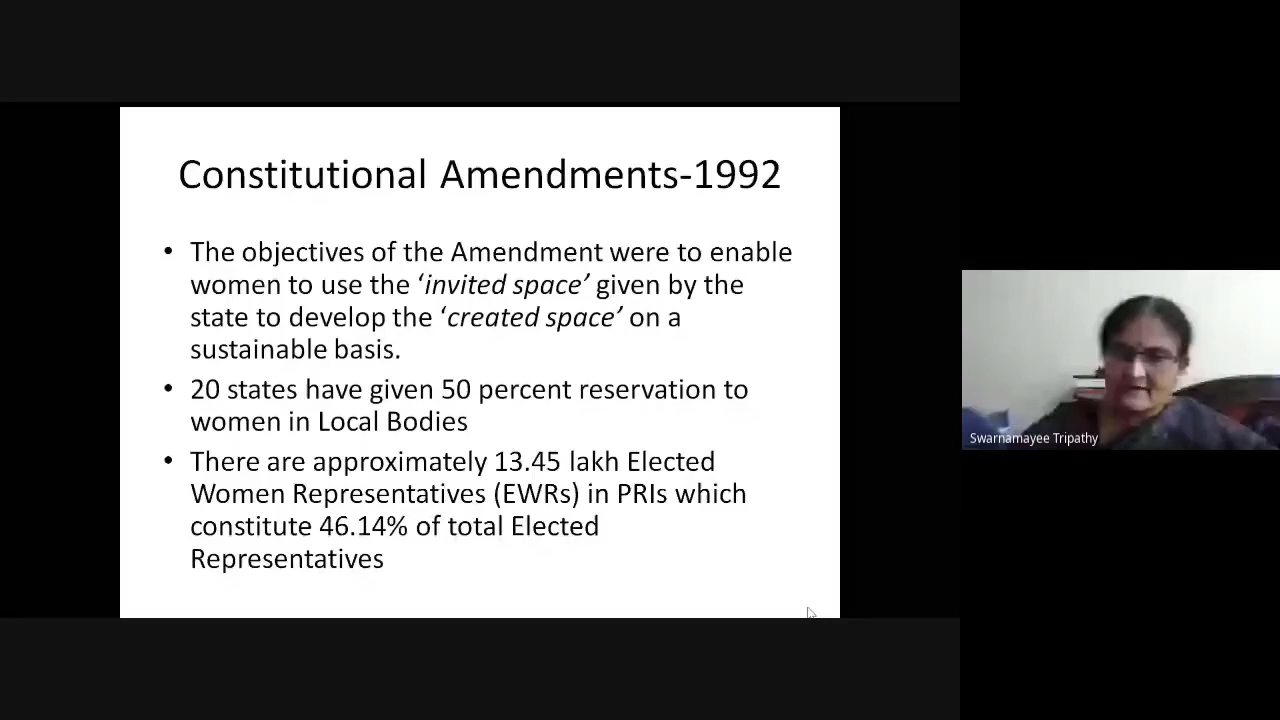 Constitutional Amendments-1992
• The objectives of the Amendment were to enable
women to use the ‘invited space’ given by the
state to develop the ‘created space’ on a
sustainable basis.
• 20 states have given 50 percent reservation to
women in Local Bodies
• There are approximately 13.45 lakh Elected
Women Representatives (EWRs) in PRIs which
constitute 46.14% of total Elected
Representatives
Swarnamayee Tripathy